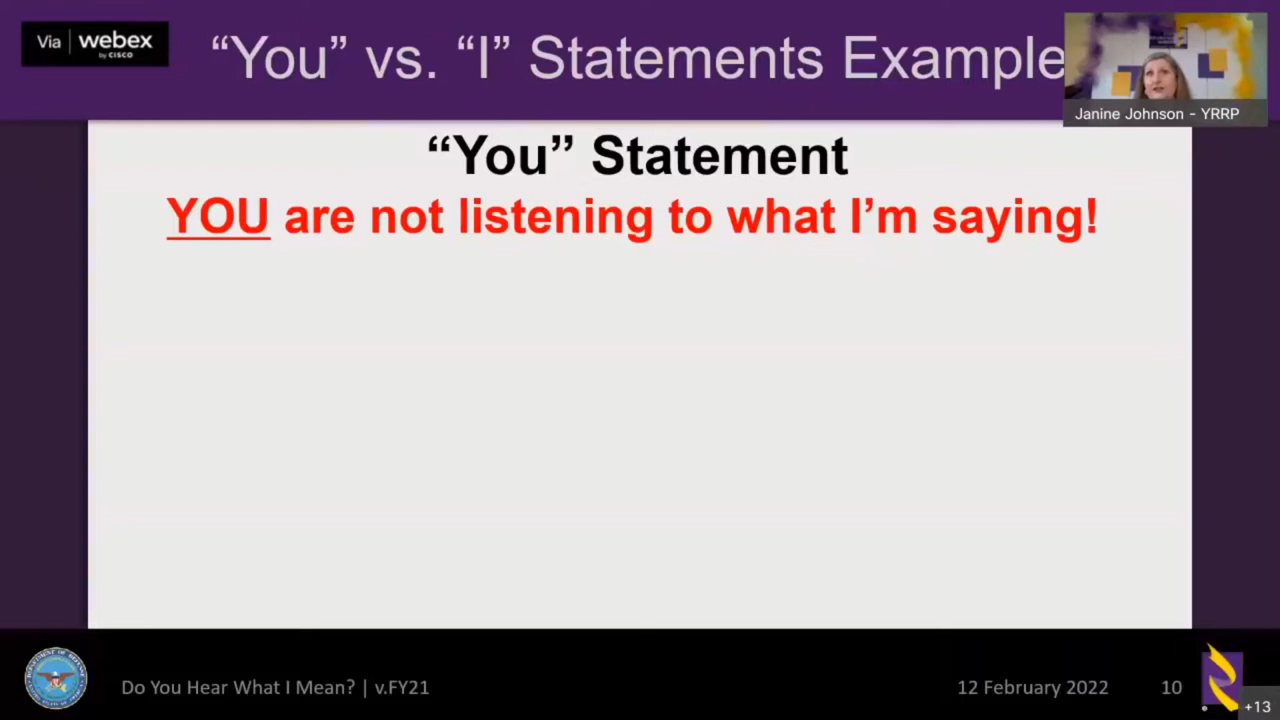 Via webex
by CISCO
“You” vs. “I” Statements Example
Janine Johnson - YRRP
“You” Statement
YOU are not listening to what I’m saying!
Do You Hear What I Mean? | v.FY21
12 February 2022 10
+13